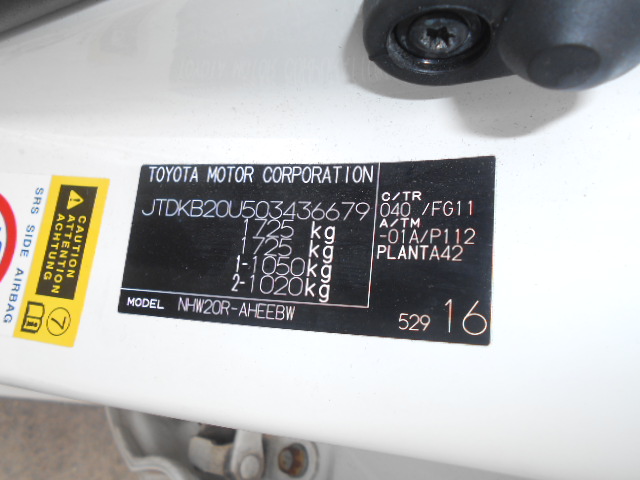 TOYOTA MOTOR CORPORATION
JTDKB20U503436679
1725 kg
1725 kg
1-1050kg
2-1020kg
MODEL NHW20R-AHEEBW
C/TR
040 /FG11
A/TM
-01A/P112
PLANTA42
529 16
SRS SIDE AIRBAG
CAUTION
ATTENTION
ACHTUNG
7